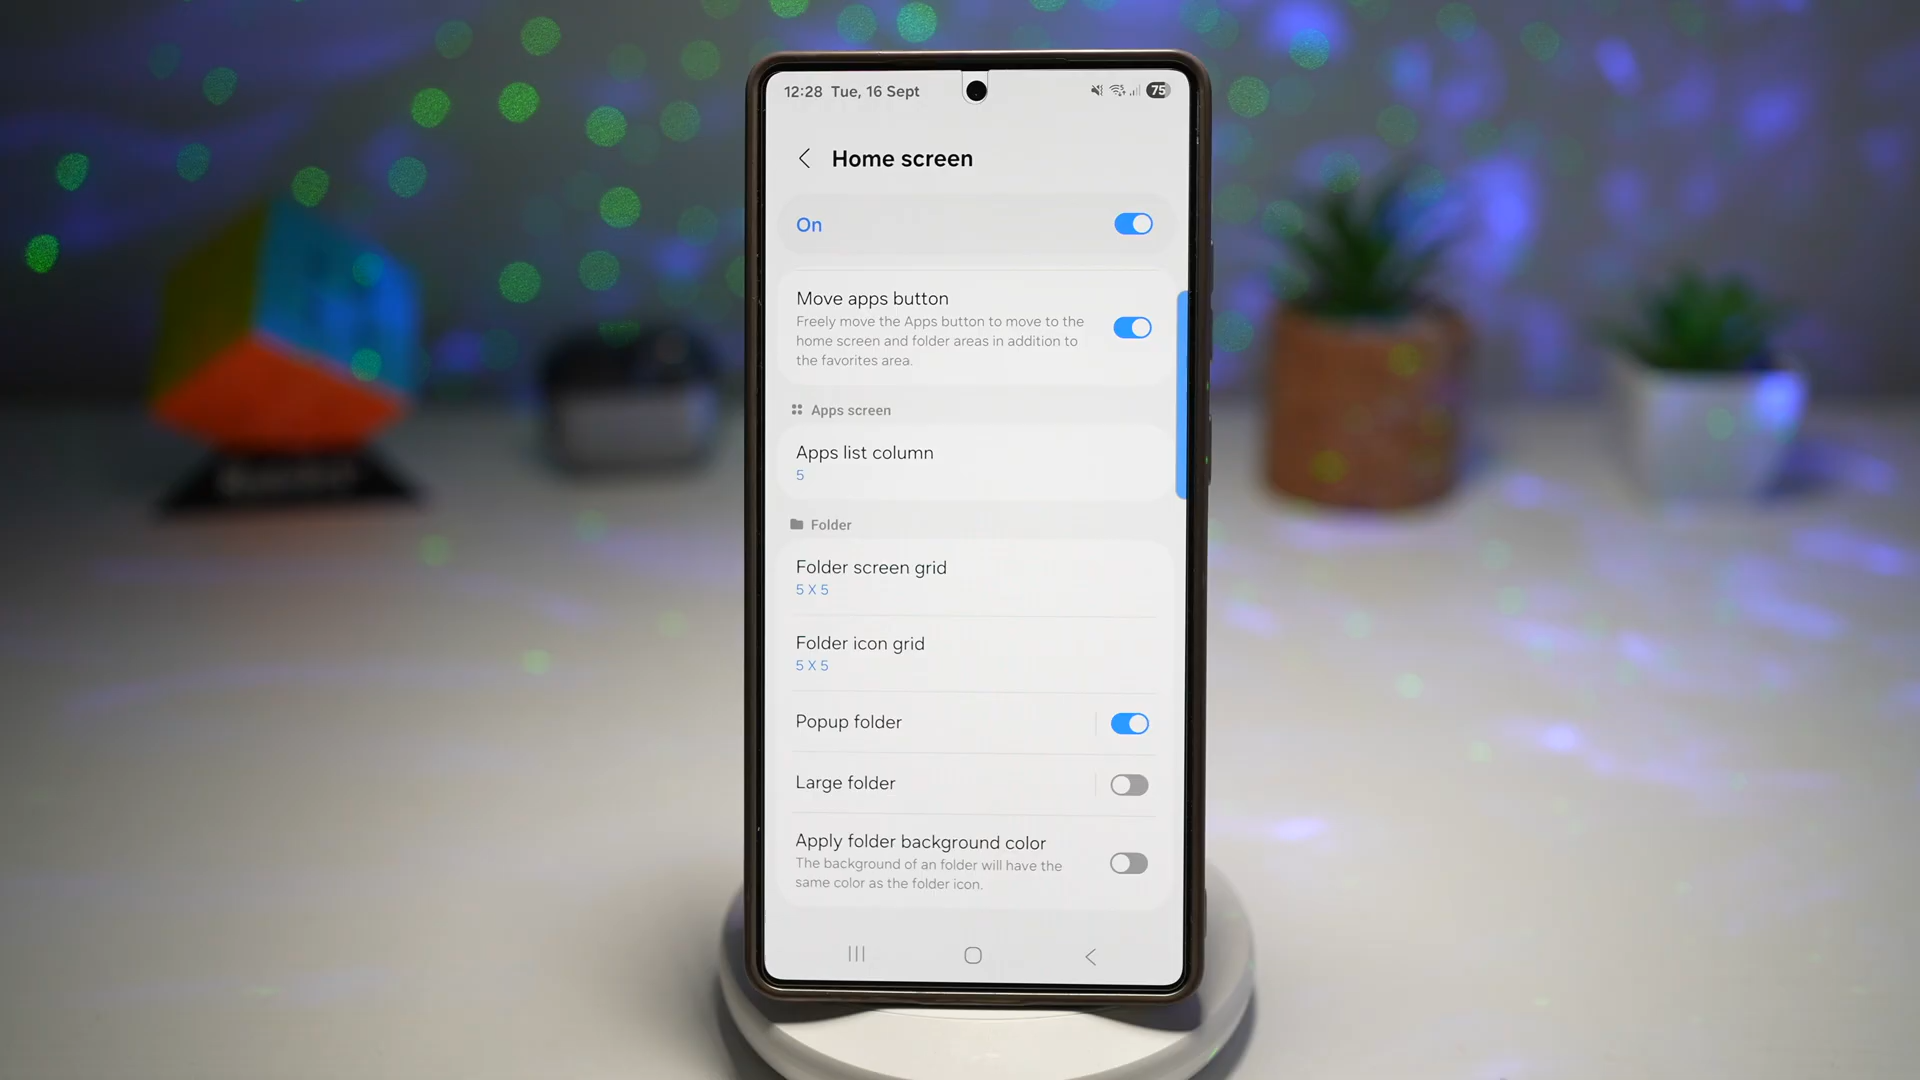 12:28 Tue, 16 Sept
75
Home screen
On
Move apps button
Freely move the Apps button to move to the
home screen and folder areas in addition to
the favorites area.
Apps screen
Apps list column
5
Folder
Folder screen grid
5 X 5
Folder icon grid
5 X 5
Popup folder
Large folder
Apply folder background color
The background of an folder will have the
same color as the folder icon.